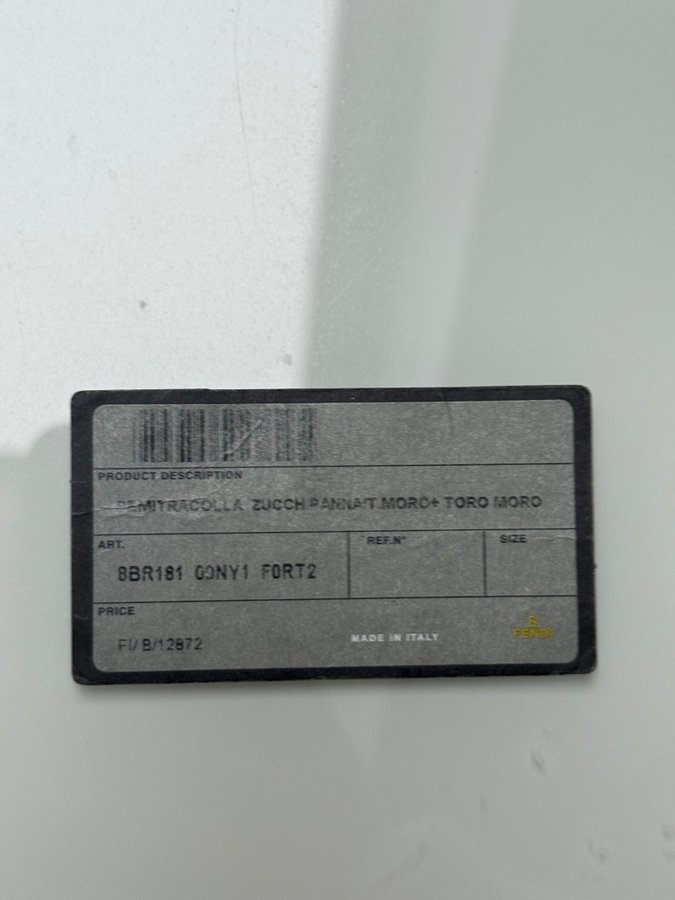 PRODUCT DESCRIPTION
SEMITRACOLLA ZUCCH PANNA/T.MORO+ TORO MORO
ART.
REF.N°
SIZE
8BR181 00NY1 F0RT2
PRICE
FI/B/12872
MADE IN ITALY
FENDI